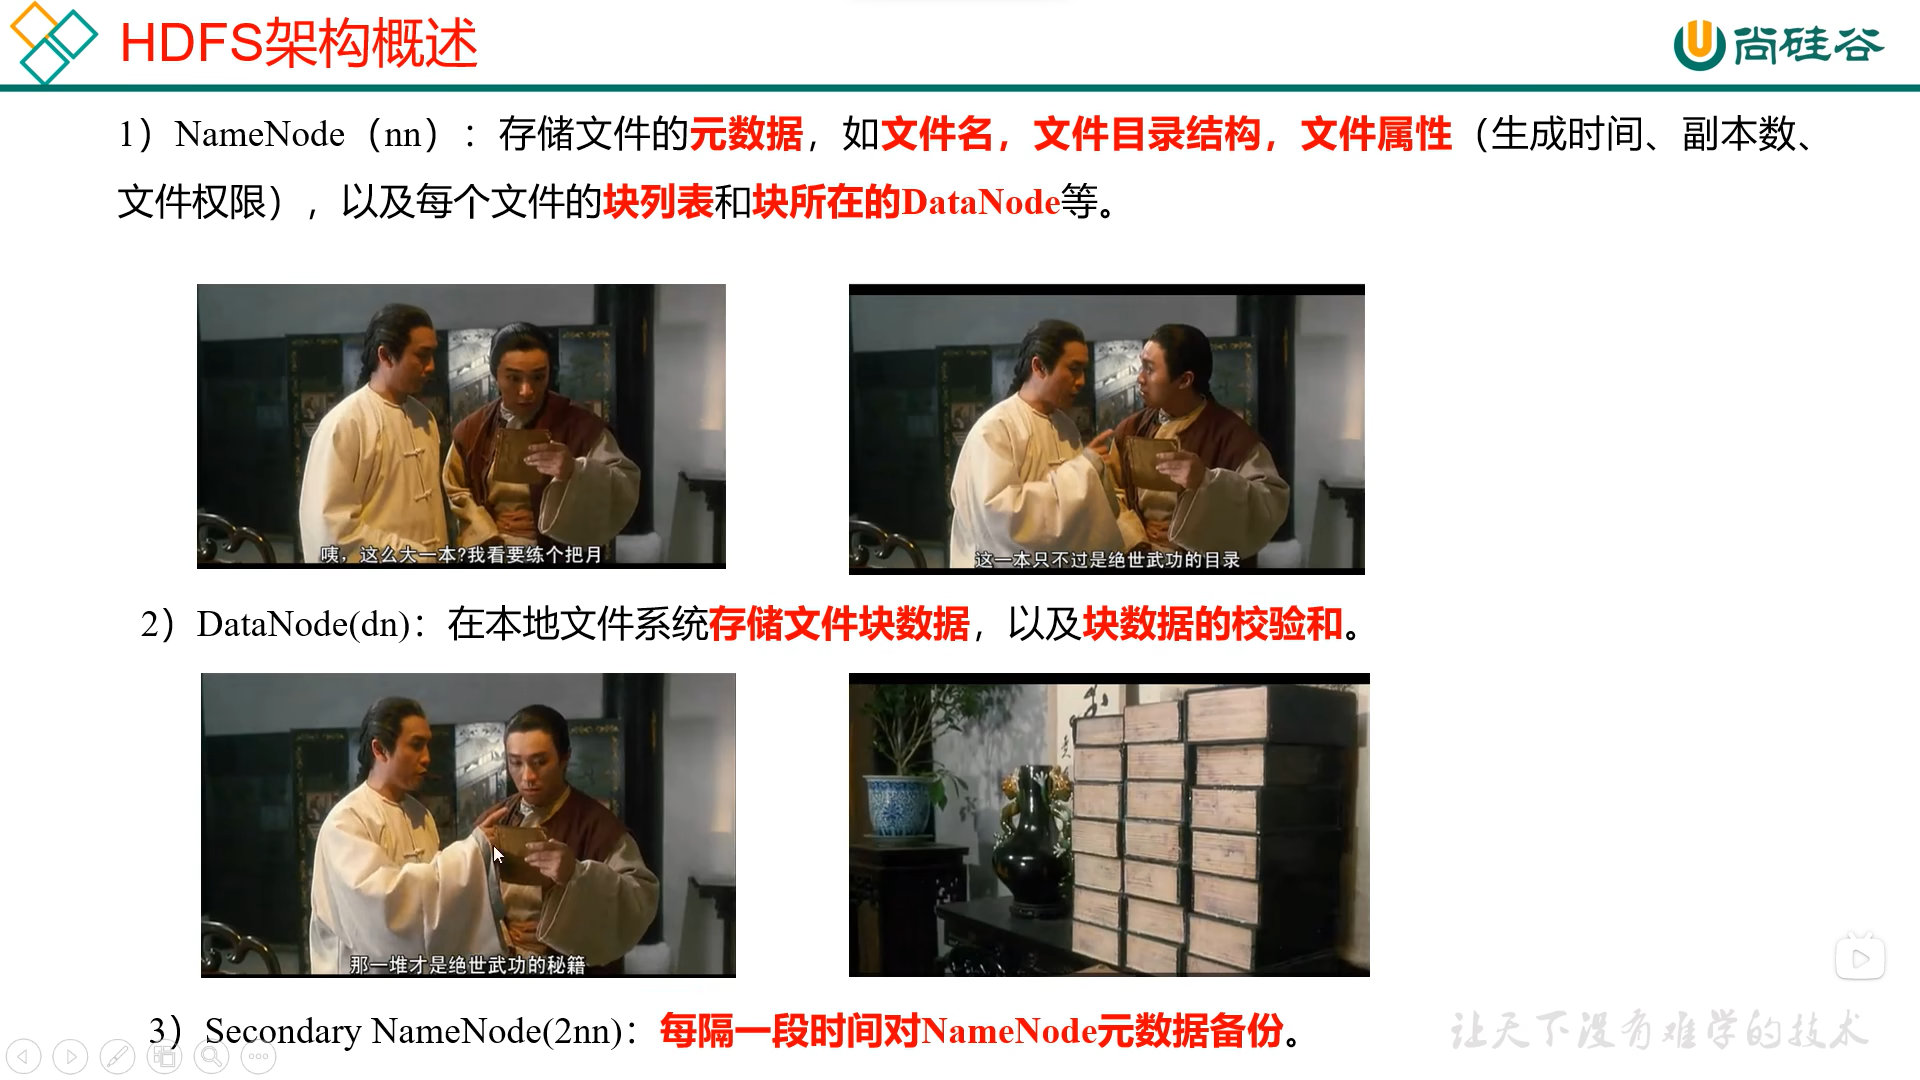 HDFS架构概述
尚硅谷
1）NameNode（nn）：存储文件的元数据，如文件名，文件目录结构，文件属性（生成时间、副本数、
文件权限），以及每个文件的块列表和块所在的DataNode等。
咦，这么大一本?我看要练个把月
这一本只不过是绝世武功的目录
2）DataNode(dn)：在本地文件系统存储文件块数据，以及块数据的校验和。
那一堆才是绝世武功的秘籍
3）Secondary NameNode(2nn)：每隔一段时间对NameNode元数据备份。
让天下没有难学的技术